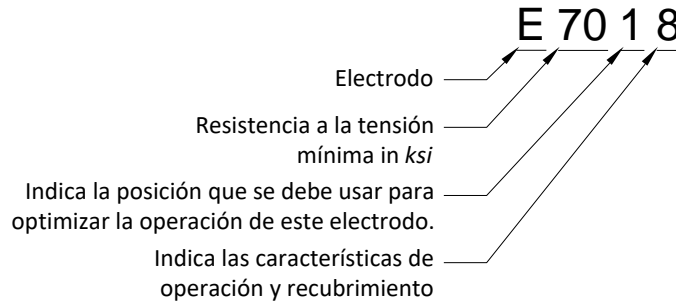 E 70 1 8
Electrodo
Resistencia a la tensión
mínima in ksi
Indica la posición que se debe usar para
optimizar la operación de este electrodo.
Indica las características de
operación y recubrimiento